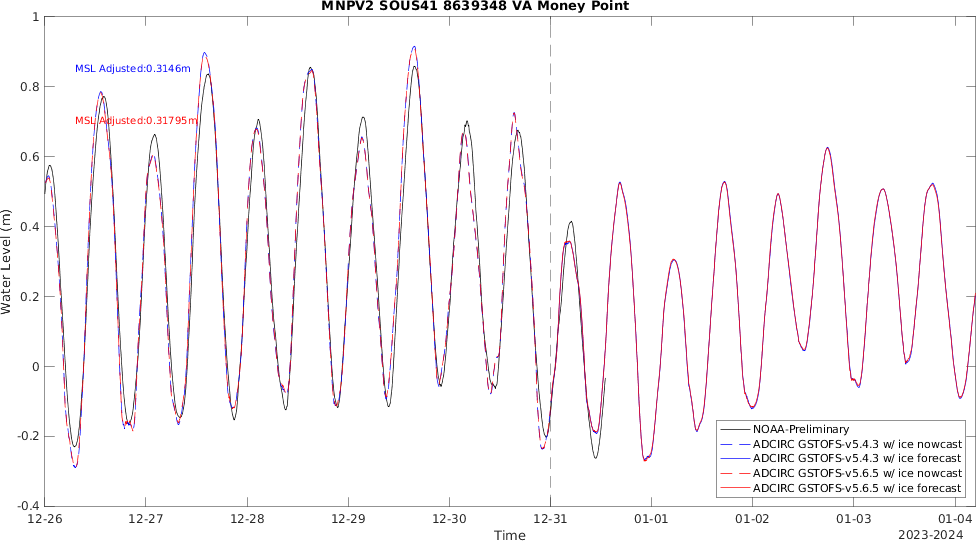 MNPV2 SOUS41 8639348 VA Money Point
1
0.8
0.6
0.4
0.2
0
-0.2
-0.4
Water Level (m)
MSL Adjusted:0.3146m
MSL Adjusted:0.31795m
NOAA-Preliminary
ADCIRC GSTOFS-v5.4.3 w/ ice nowcast
ADCIRC GSTOFS-v5.4.3 w/ ice forecast
ADCIRC GSTOFS-v5.6.5 w/ ice nowcast
ADCIRC GSTOFS-v5.6.5 w/ ice forecast
12-26 12-27 12-28 12-29 12-30 12-31 01-01 01-02 01-03 01-04
Time
2023-2024